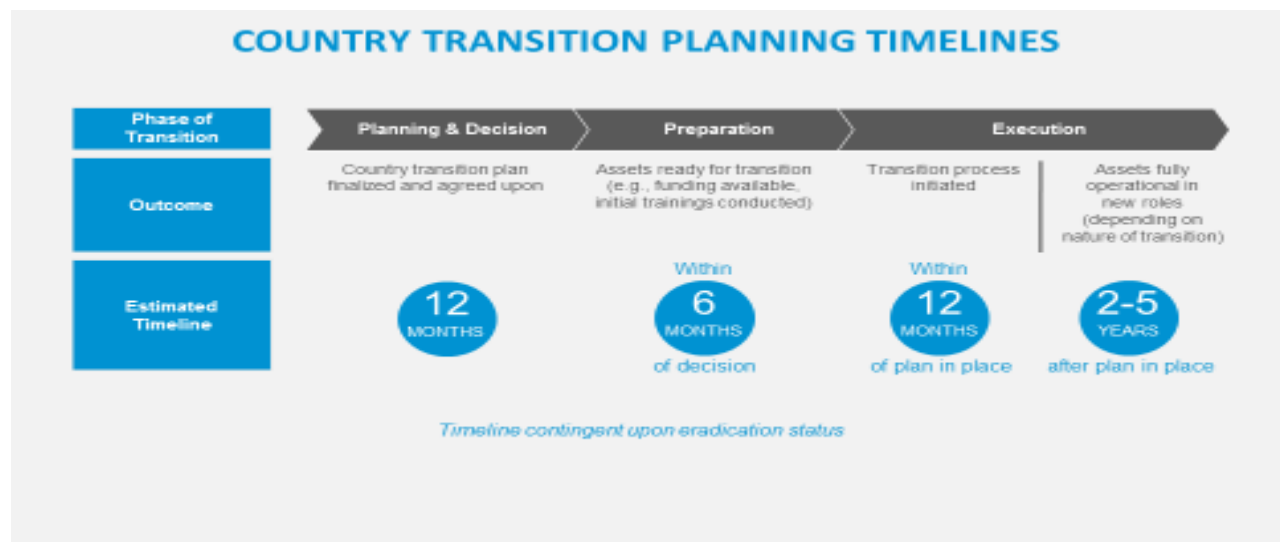 COUNTRY TRANSITION PLANNING TIMELINES
Phase of
Transition
Planning & Decision
Preparation
Execution
Outcome
Country transition plan
finalized and agreed upon
Assets ready for transition
(e.g., funding available,
initial trainings conducted)
Transition process
initiated
Assets fully
operational in
new roles
(depending on
nature of transition)
Estimated
Timeline
12
MONTHS
Within
6
MONTHS
of decision
Within
12
MONTHS
of plan in place
2-5
YEARS
after plan in place
Timeline contingent upon eradication status